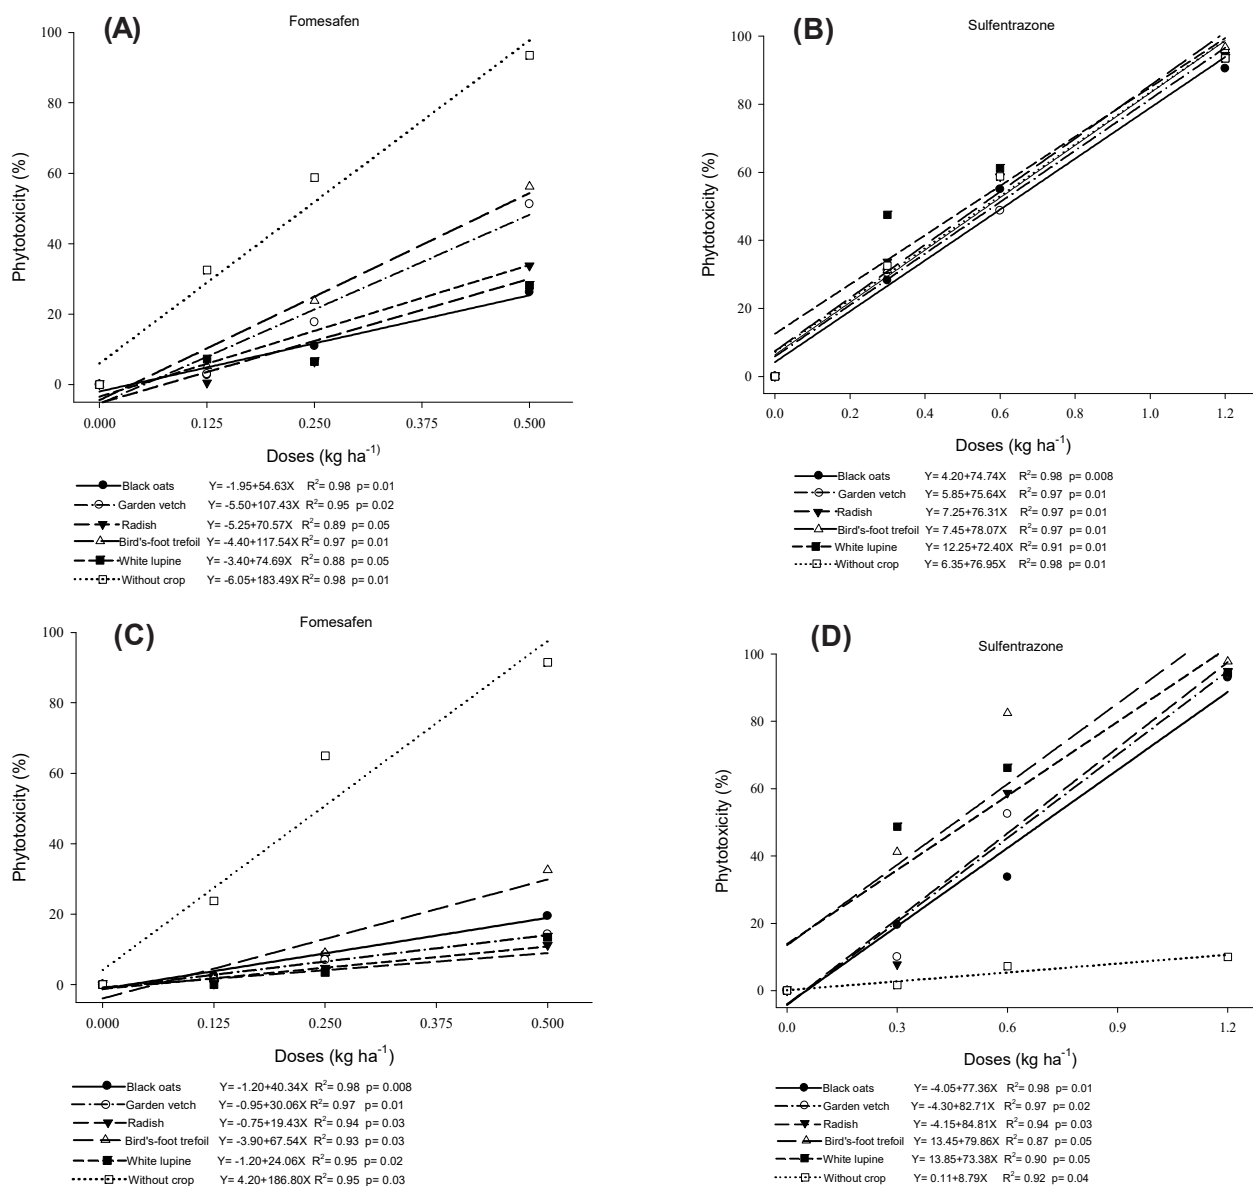 (A)
Fomesafen
100
80
60
40
20
0
Phytotoxicity (%)
0.000 0.125 0.250 0.375 0.500
Doses (kg ha-1)
Black oats Y= -1.95+54.63X R2= 0.98 p= 0.01
Garden vetch Y= -5.50+107.43X R2= 0.95 p= 0.02
Radish Y= -5.25+70.57X R2= 0.89 p= 0.05
Bird's-foot trefoil Y= -4.40+117.54X R2= 0.97 p= 0.01
White lupine Y= -3.40+74.69X R2= 0.88 p= 0.05
Without crop Y= -6.05+183.49X R2= 0.98 p= 0.01
(B)
Sulfentrazone
100
80
60
40
20
0
Phytotoxicity (%)
0.0 0.2 0.4 0.6 0.8 1.0 1.2
Doses (kg ha-1)
Black oats Y= 4.20+74.74X R2= 0.98 p= 0.008
Garden vetch Y= 5.85+75.64X R2= 0.97 p= 0.01
Radish Y= 7.25+76.31X R2= 0.97 p= 0.01
Bird's-foot trefoil Y= 7.45+78.07X R2= 0.97 p= 0.01
White lupine Y= 12.25+72.40X R2= 0.91 p= 0.01
Without crop Y= 6.35+76.95X R2= 0.98 p= 0.01
(C)
Fomesafen
100
80
60
40
20
0
Phytotoxicity (%)
0.000 0.125 0.250 0.375 0.500
Doses (kg ha-1)
Black oats Y= -1.20+40.34X R2= 0.98 p= 0.008
Garden vetch Y= -0.95+30.06X R2= 0.97 p= 0.01
Radish Y= -0.75+19.43X R2= 0.94 p= 0.03
Bird's-foot trefoil Y= -3.90+67.54X R2= 0.93 p= 0.03
White lupine Y= -1.20+24.06X R2= 0.95 p= 0.02
Without crop Y= 4.20+186.80X R2= 0.95 p= 0.03
(D)
Sulfentrazone
100
80
60
40
20
0
Phytotoxicity (%)
0.0 0.3 0.6 0.9 1.2
Doses (kg ha-1)
Black oats Y= -4.05+77.36X R2= 0.98 p= 0.01
Garden vetch Y= -4.30+82.71X R2= 0.97 p= 0.02
Radish Y= -4.15+84.81X R2= 0.94 p= 0.03
Bird's-foot trefoil Y= 13.45+79.86X R2= 0.87 p= 0.05
White lupine Y= 13.85+73.38X R2= 0.90 p= 0.05
Without crop Y= 0.11+8.79X R2= 0.92 p= 0.04